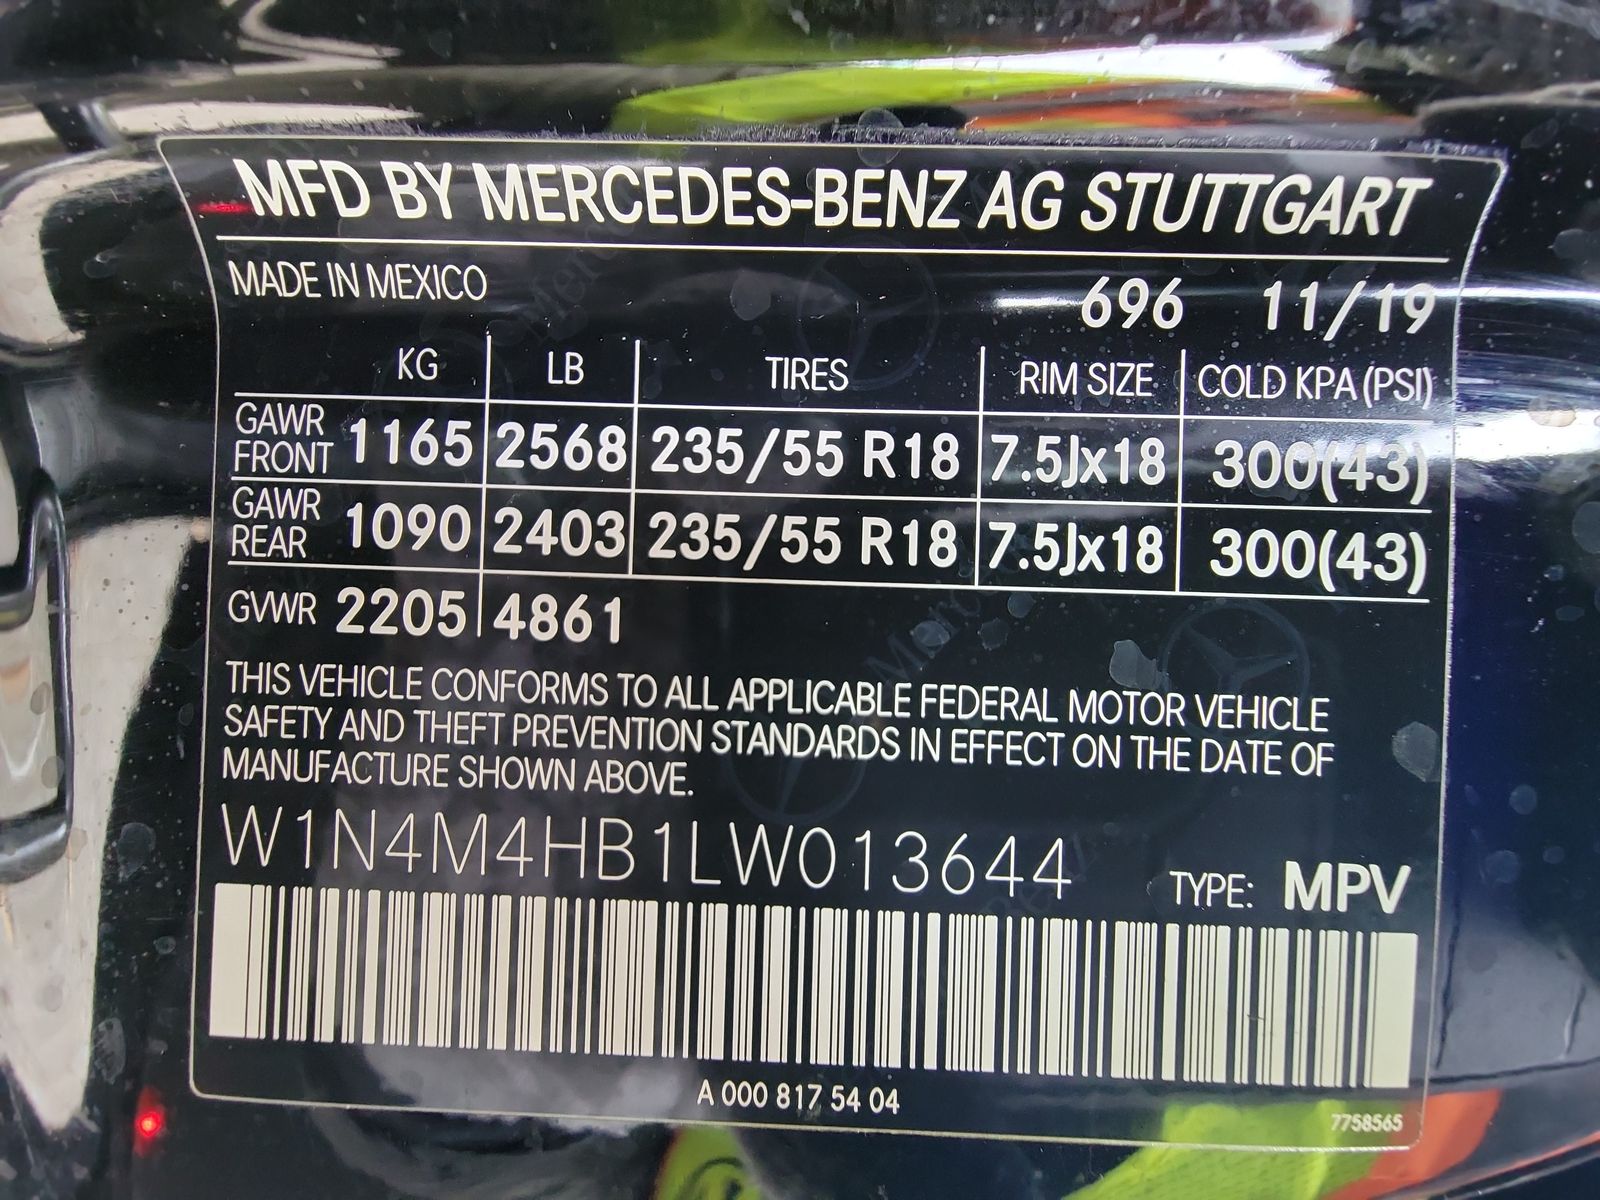 MFD BY MERCEDES-BENZ AG STUTTGART
MADE IN MEXICO 696 11/19
KG LB TIRES RIM SIZE COLD KPA (PSI)
GAWR FRONT 1165 2568 235/55 R18 7.5Jx18 300(43)
GAWR REAR 1090 2403 235/55 R18 7.5Jx18 300(43)
GVWR 2205 4861
THIS VEHICLE CONFORMS TO ALL APPLICABLE FEDERAL MOTOR VEHICLE
SAFETY AND THEFT PREVENTION STANDARDS IN EFFECT ON THE DATE OF
MANUFACTURE SHOWN ABOVE.
W1N4M4HB1LW013644 TYPE: MPV
A 000 817 54 04
7758565